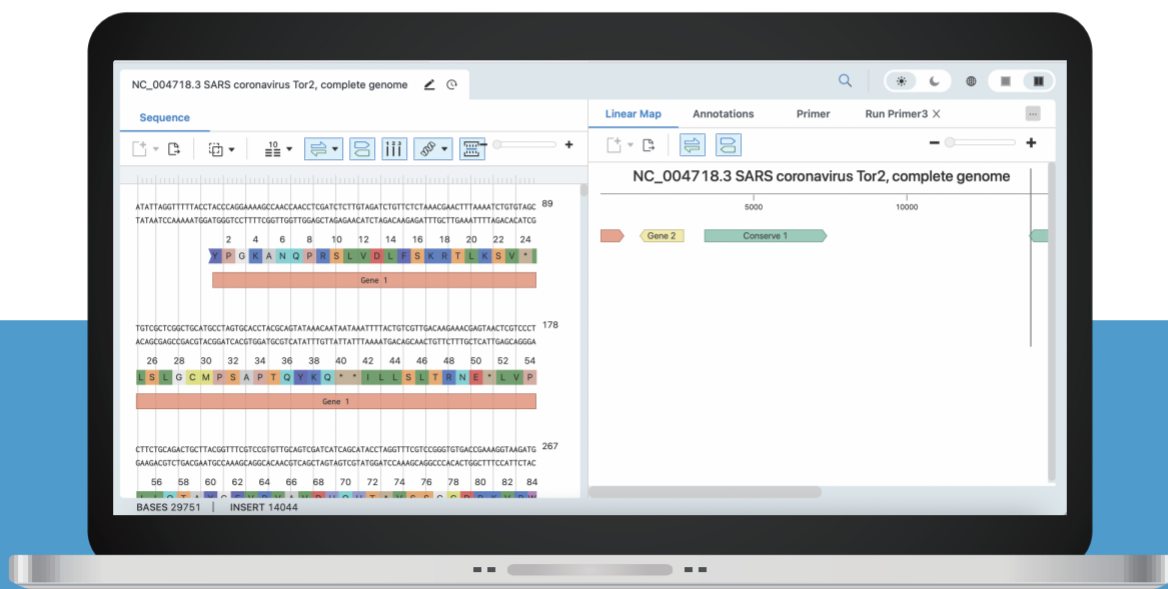 NC_004718.3 SARS coronavirus Tor2, complete genome
Sequence
10
1 2 3
ATATTAGGTTTTTACCTACCCAGGAAAAGCCAACCAACCTCGATCTCTTGTAGATCTGTTCTCTAAACGAACTTTAAAATCTGTGTAGC 89
TATAATCCAAAAATGGATGGGTCCTTTTCGGTTGGTTGGAGCTAGAGAACATCTAGACAAGAGATTTGCTTGAAATTTTAGACACATCG
2 4 6 8 10 12 14 16 18 20 22 24
Y P G K A N Q P R S L V D L F S K R T L K S V *
Gene 1
TGTCGCTCGGCTGCATGCCTAGTGCACCTACGCAGTATAAACAATAATAAATTTTACTGTCGTTGACAAGAAACGAGTAACTCGTCCCT 178
ACAGCGAGCCGACGTACGGATCACGTGGATGCGTCATATTTGTTATTATTTAAAATGACAGCAACTGTTCTTTGCTCATTGAGCAGGGA
26 28 30 32 34 36 38 40 42 44 46 48 50 52 54
L S L G C M P S A P T Q Y K Q * * I L L S L T R N E * L V P
Gene 1
CTTCTGCAGACTGCTTACGGTTTCGTCCGTGTTGCAGTCGATCATCAGCATACCTAGGTTTCGTCCGGGTGTGACCGAAAGGTAAGATG 267
GAAGACGTCTGACGAATGCCAAAGCAGGCACAACGTCAGCTAGTAGTCGTATGGATCCAAAGCAGGCCCACACTGGCTTTCCATTCTAC
56 58 60 62 64 66 68 70 72 74 76 78 80 82 84
BASES 29751 | INSERT 14044
Linear Map Annotations Primer Run Primer3
NC_004718.3 SARS coronavirus Tor2, complete genome
5000 10000
Gene 2 Conserve 1